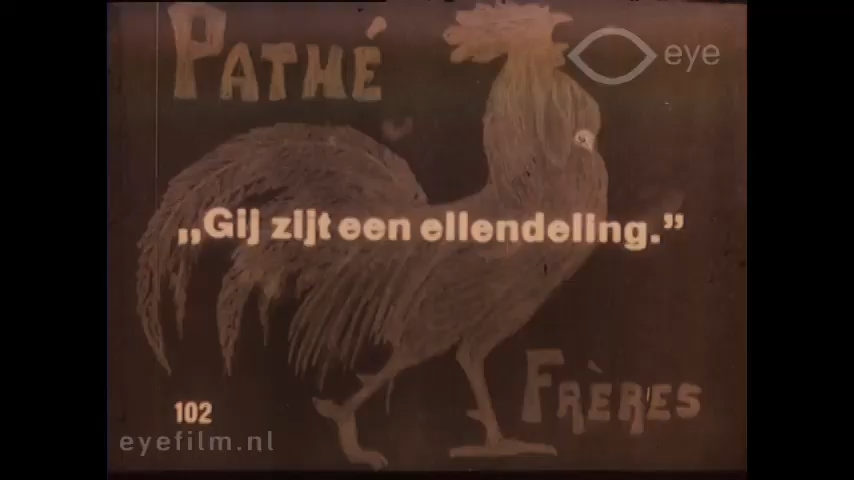 PATHÉ
eye
„Gij zijt een ellendeling.”
FRÈRES
102
eyefilm.nl